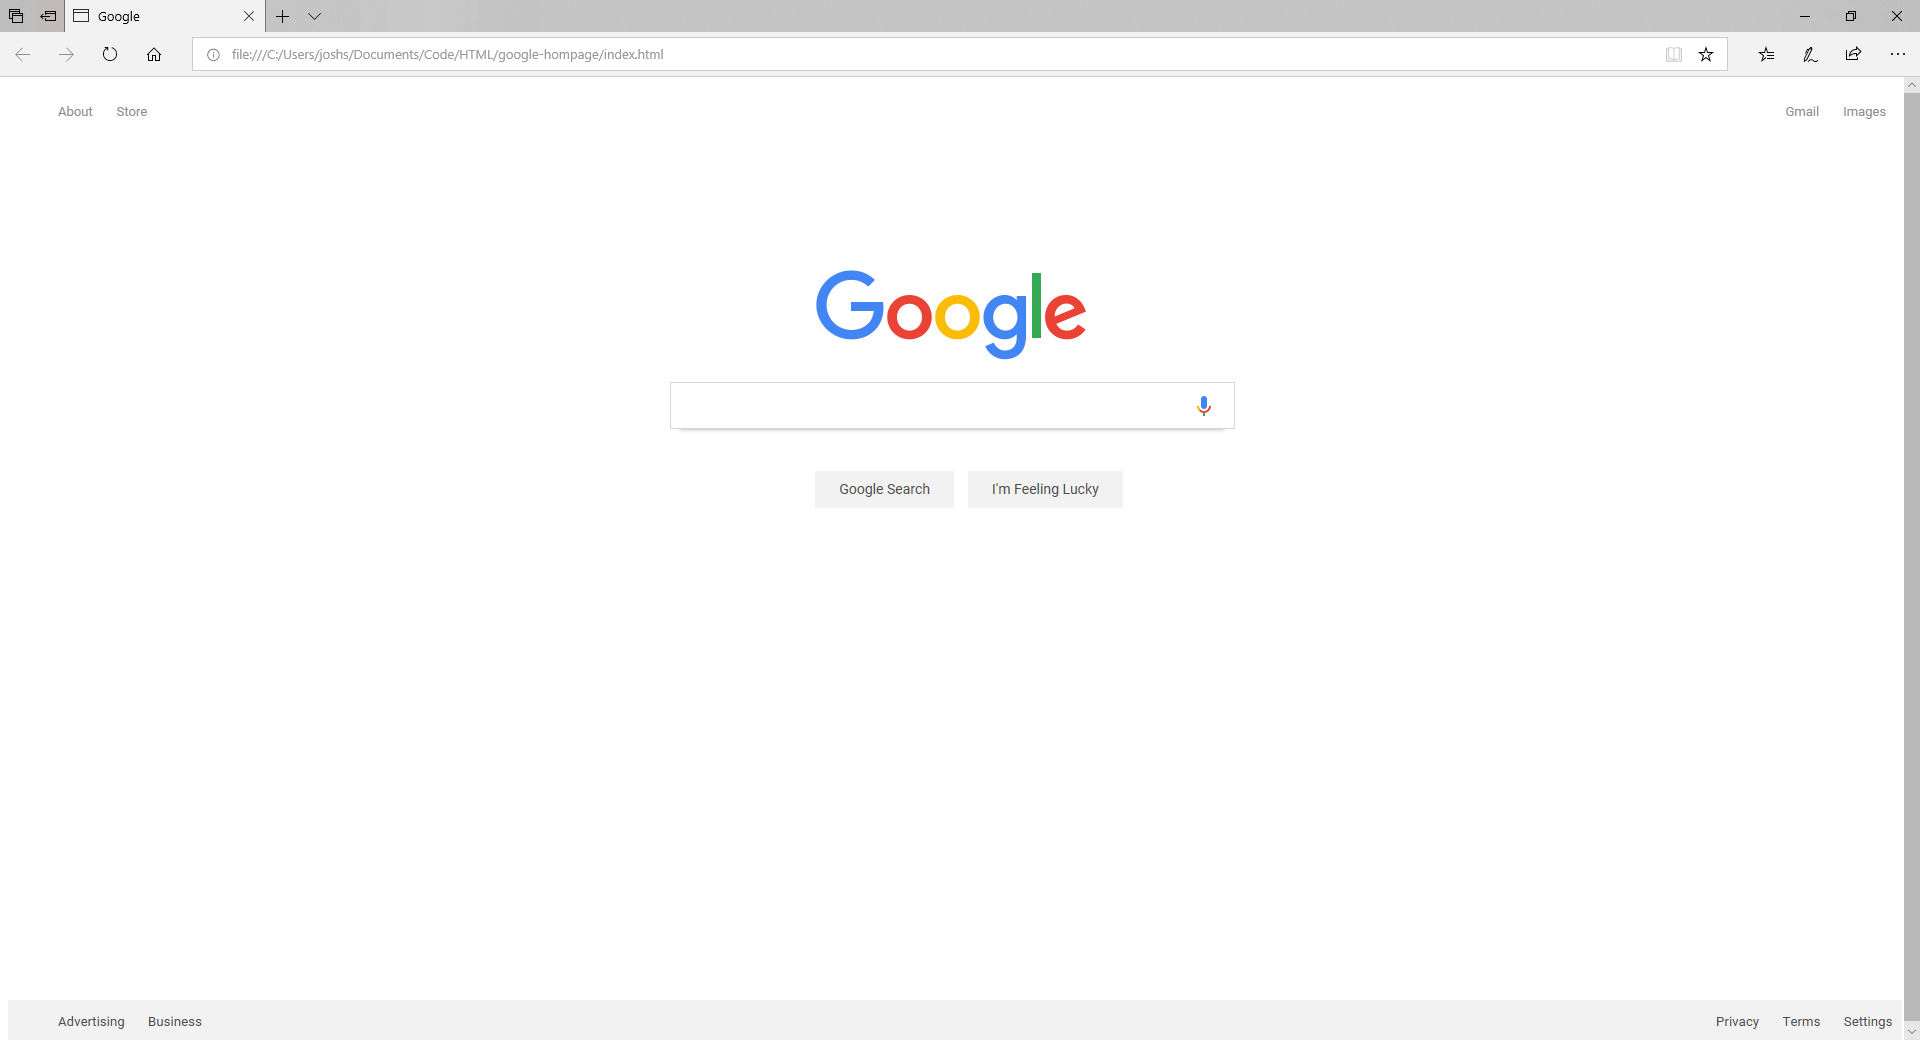 Google
file:///C:/Users/joshs/Documents/Code/HTML/google-hompage/index.html
About Store Gmail Images
Google
Google Search I'm Feeling Lucky
Advertising Business Privacy Terms Settings